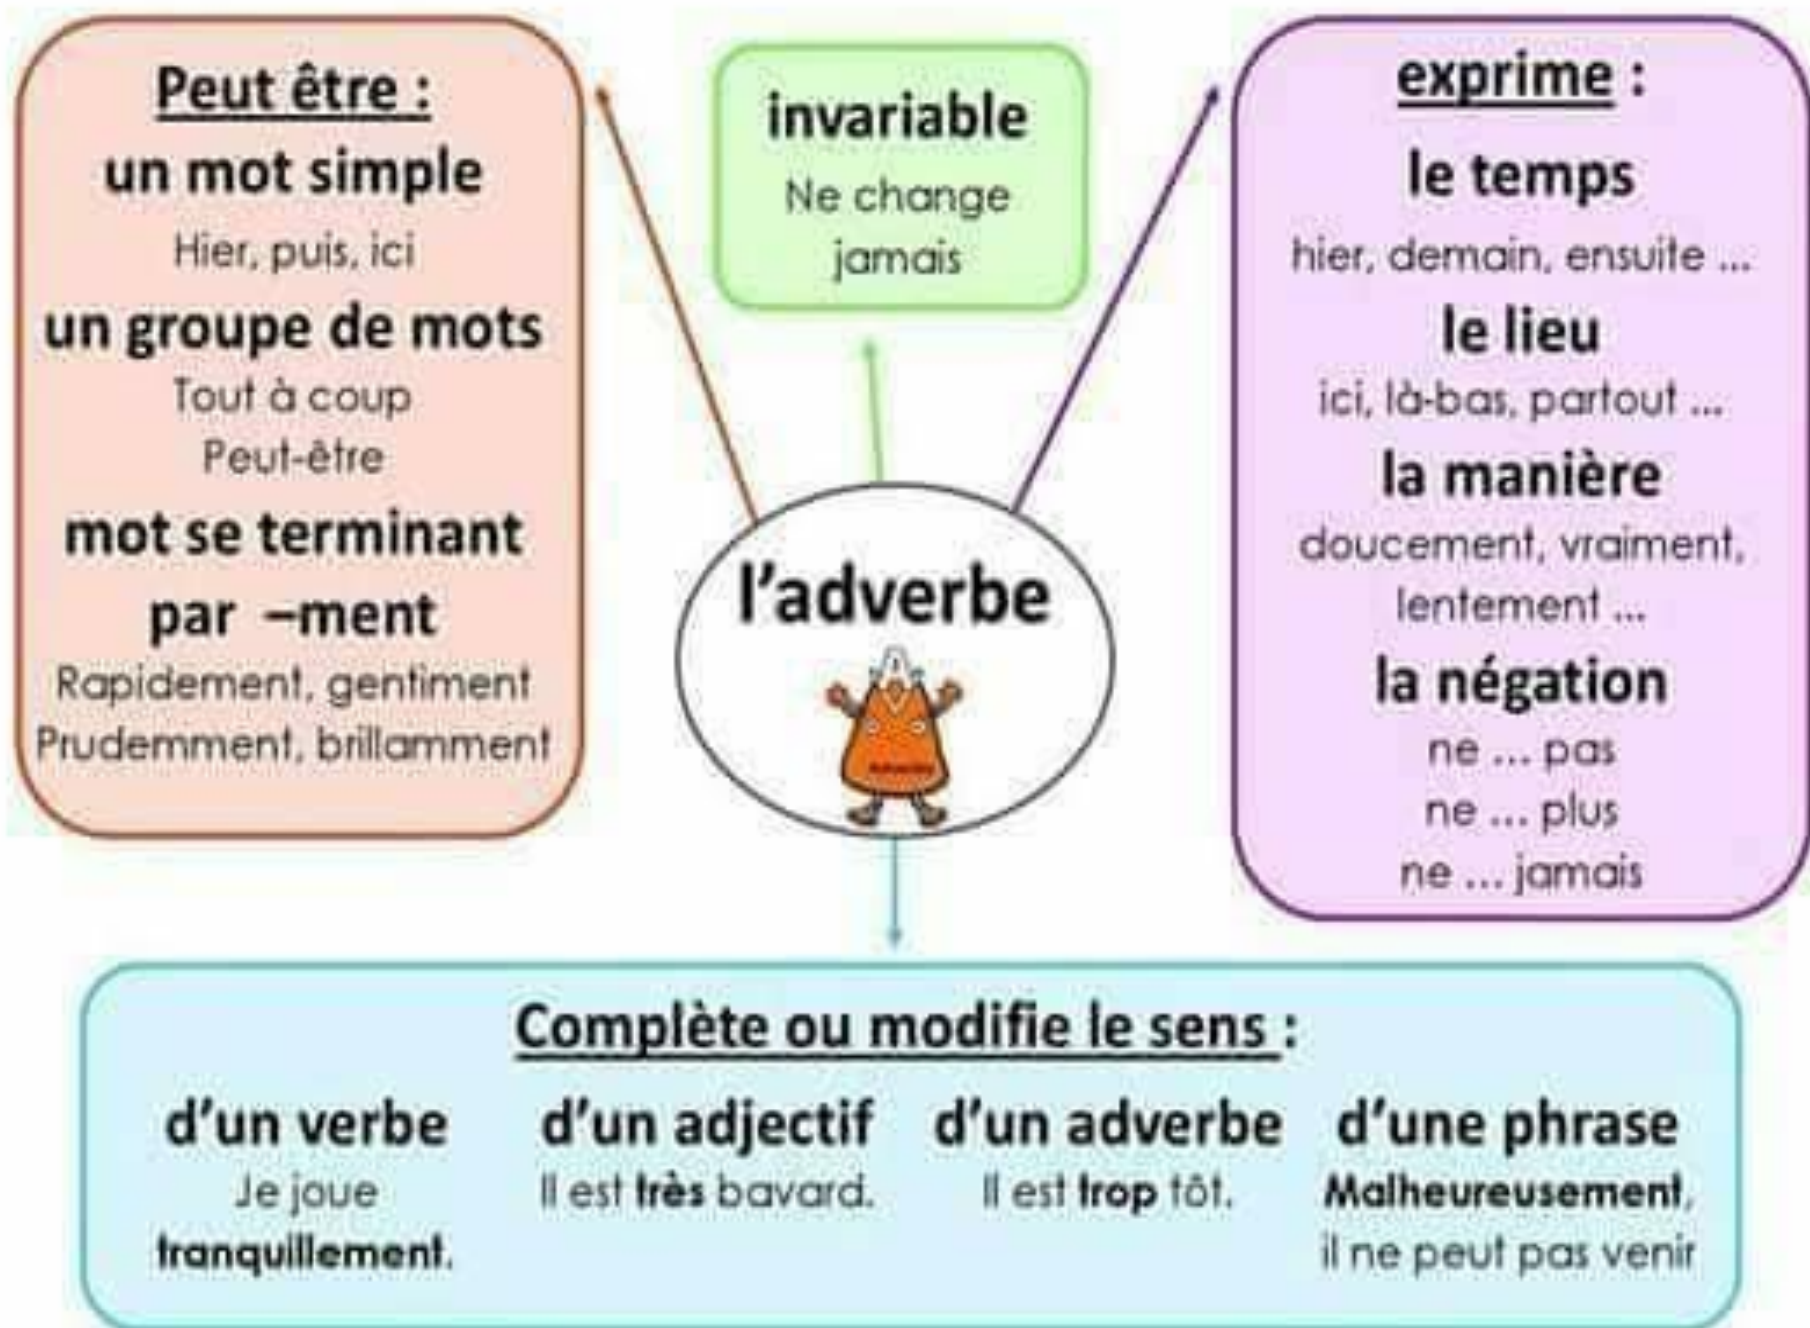 Peut être :
un mot simple
Hier, puis, ici
un groupe de mots
Tout à coup
Peut-être
mot se terminant
par –ment
Rapidement, gentiment
Prudemment, brillamment
invariable
Ne change
jamais
exprime :
le temps
hier, demain, ensuite ...
le lieu
ici, là-bas, partout ...
la manière
doucement, vraiment,
lentement ...
la négation
ne ... pas
ne ... plus
ne ... jamais
l'adverbe
Complète ou modifie le sens :
d'un verbe
Je joue
tranquillement.
d'un adjectif
Il est très bavard.
d'un adverbe
Il est trop tôt.
d'une phrase
Malheureusement,
il ne peut pas venir